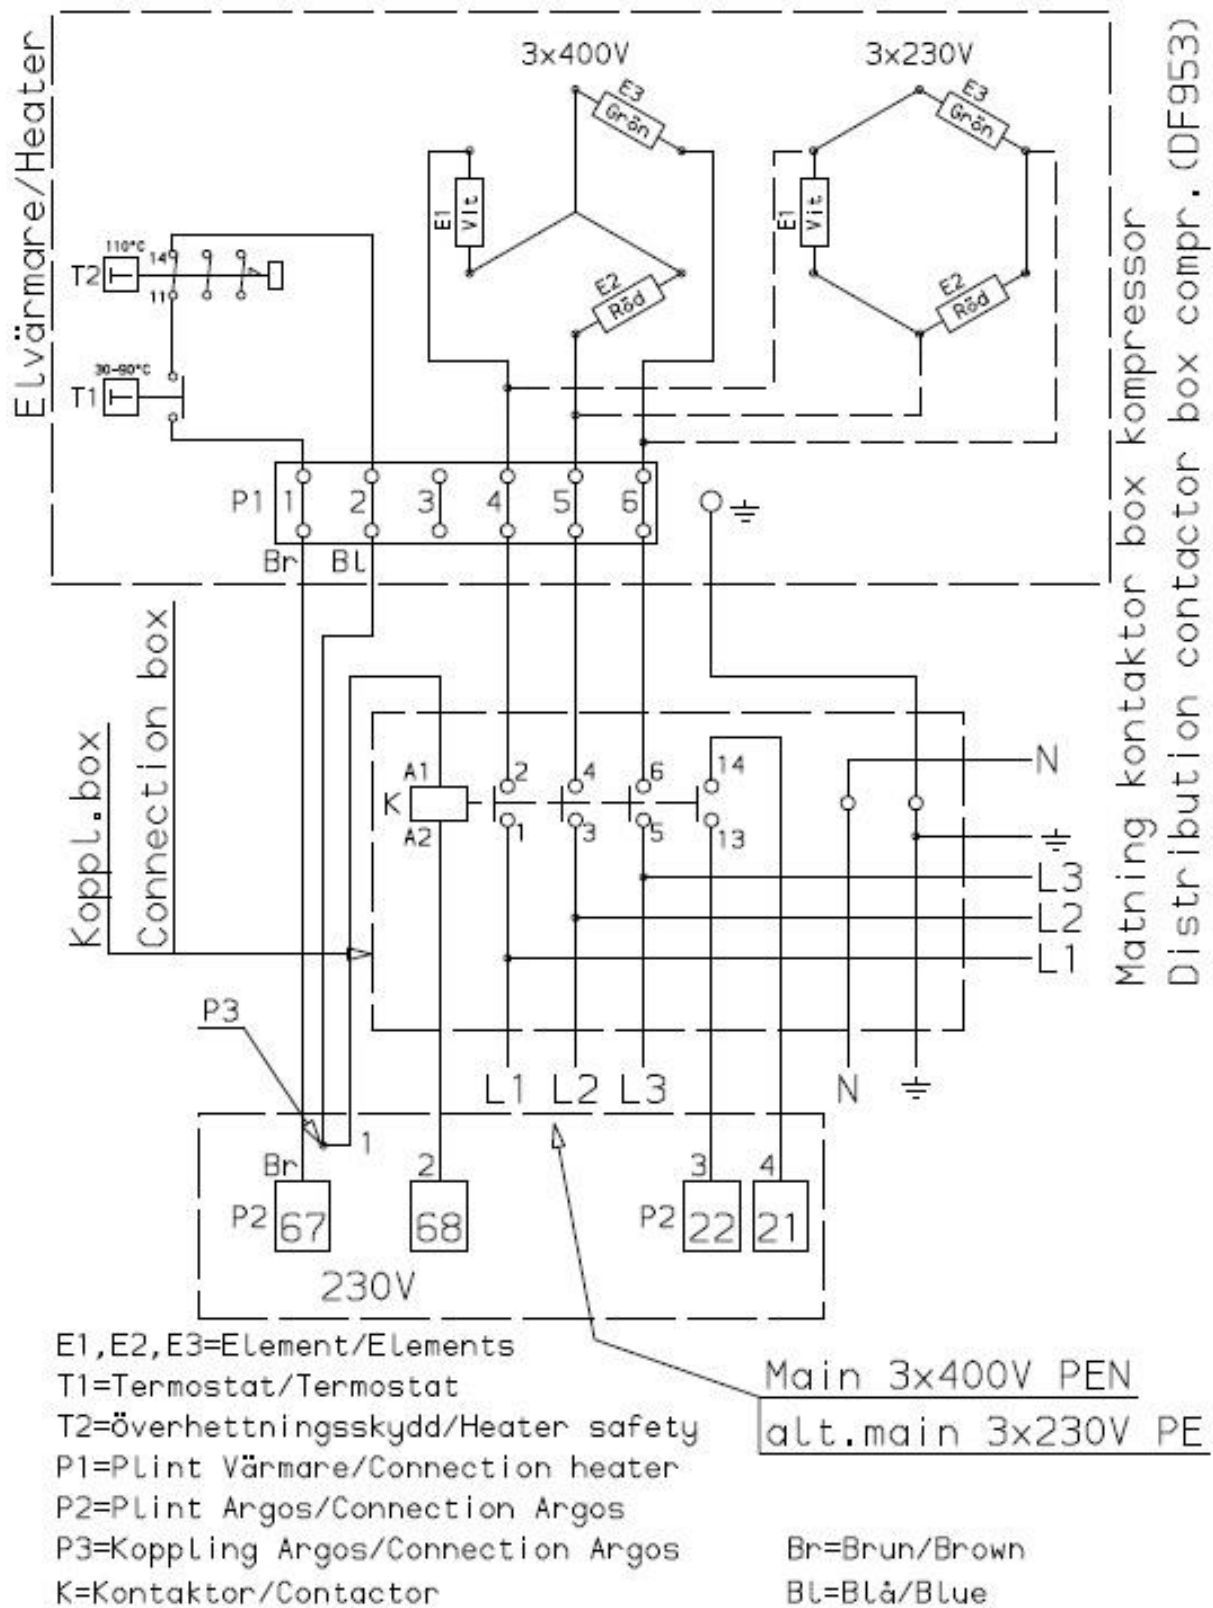 Elvärmare/Heater
3x400V
3x230V
E3
Grön
E3
Grön
E1
Vit
E1
Vit
E2
Röd
E2
Röd
110°C
T2
14
11
30-90°C
T1
P1 1 2 3 4 5 6
Br Bl
Matning kontaktor box kompressor
Distribution contactor box compr. (DF953)
Koppl.box
Connection box
A1 2 4 6 14
K
A2 1 3 5 13
N
L3
L2
L1
P3
L1 L2 L3 N
1
Br 2 3 4
P2 67 68 P2 22 21
230V
E1,E2,E3=Element/Elements
T1=Termostat/Termostat
T2=överhettningsskydd/Heater safety
P1=Plint Värmare/Connection heater
P2=Plint Argos/Connection Argos
P3=Koppling Argos/Connection Argos
K=Kontaktor/Contactor
Main 3x400V PEN
alt.main 3x230V PE
Br=Brun/Brown
Bl=Blå/Blue